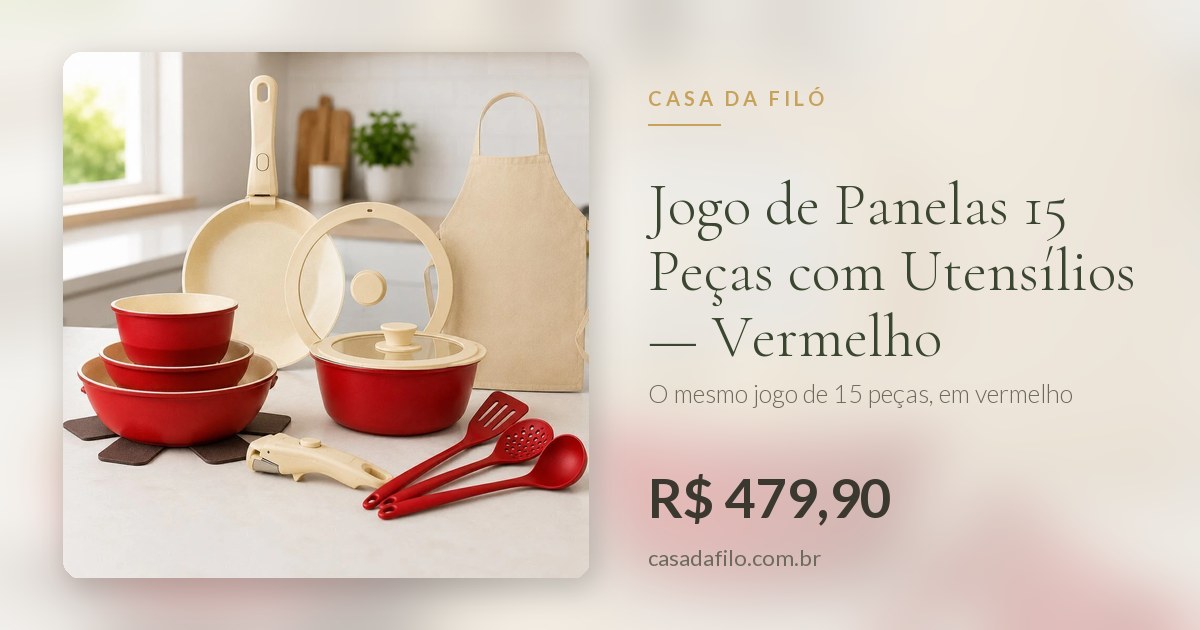 CASA DA FILÓ
Jogo de Panelas 15
Peças com Utensílios
— Vermelho
O mesmo jogo de 15 peças, em vermelho
R$ 479,90
casadafilo.com.br